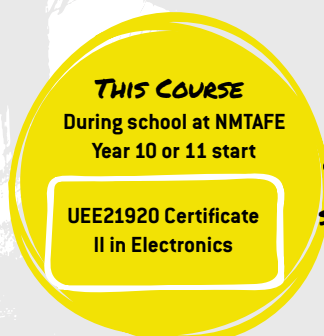 THIS COURSE
During school at NMTAFE
Year 10 or 11 start
UEE21920 Certificate
II in Electronics